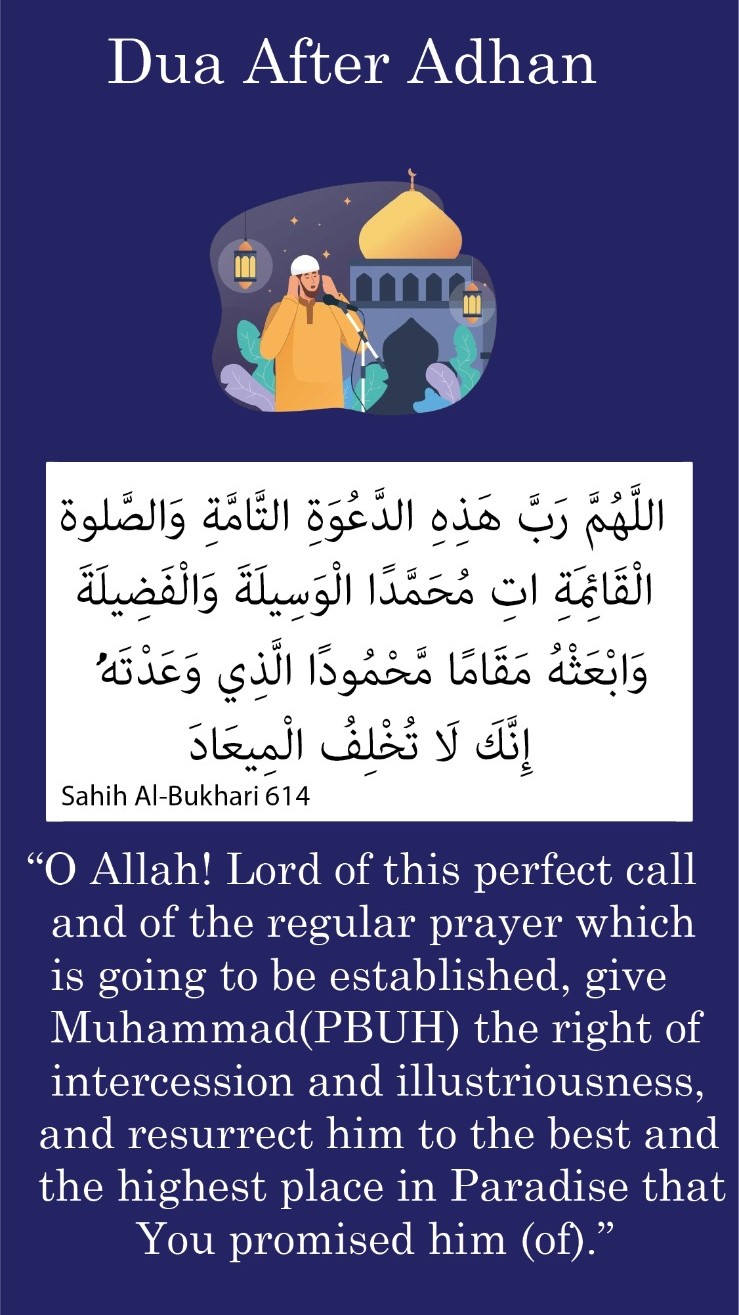 Dua After Adhan
اللَّهُمَّ رَبَّ هَذِهِ الدَّعُوَةِ التَّامَّةِ وَالصَّلوة
الْقَائِمَةِ اتِ مُحَمَّدًا الْوَسِيلَةَ وَالْفَضِيلَةَ
وَابْعَثْهُ مَقَامًا مَّحْمُودًا الَّذِي وَعَدْتَهُ
إِنَّكَ لَا تُخْلِفُ الْمِيعَادَ
Sahih Al-Bukhari 614
“O Allah! Lord of this perfect call
and of the regular prayer which
is going to be established, give
Muhammad(PBUH) the right of
intercession and illustriousness,
and resurrect him to the best and
the highest place in Paradise that
You promised him (of).”